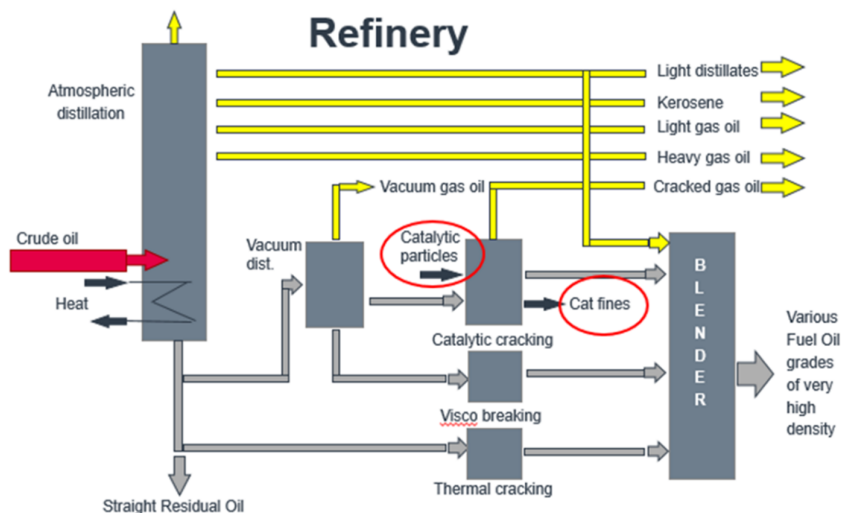 Refinery
Atmospheric
distillation
Light distillates
Kerosene
Light gas oil
Heavy gas oil
Vacuum gas oil
Cracked gas oil
Crude oil
Vacuum
dist.
Catalytic
particles
Heat
Cat fines
BLENDER
Catalytic cracking
Various
Fuel Oil
grades
of very
high
density
Visco breaking
Thermal cracking
Straight Residual Oil